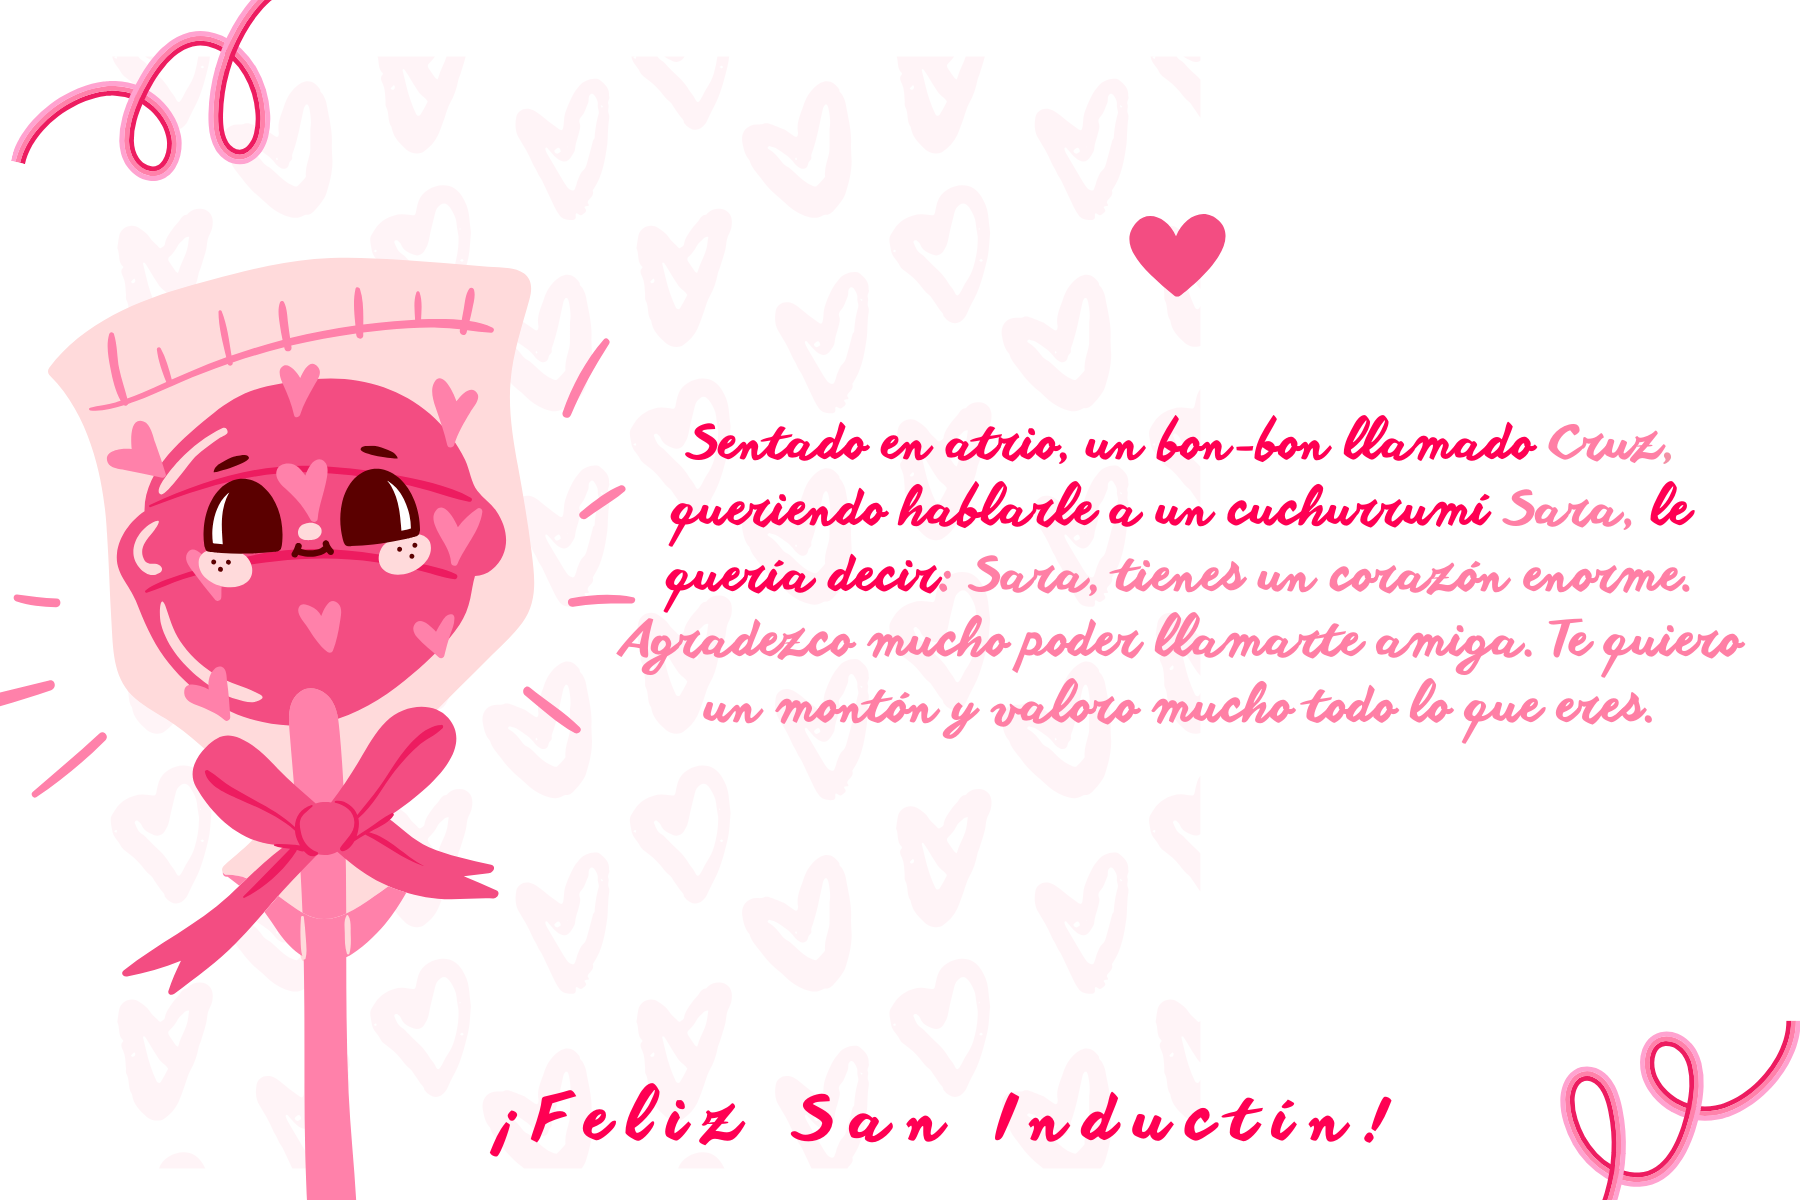 Sentado en atrio, un bon-bon llamado Cruz,
queriendo hablarle a un cuchurrumí Sara, le
quería decir: Sara, tienes un corazón enorme.
Agradezco mucho poder llamarte amiga. Te quiero
un montón y valoro mucho todo lo que eres.
¡Feliz San Inductín!